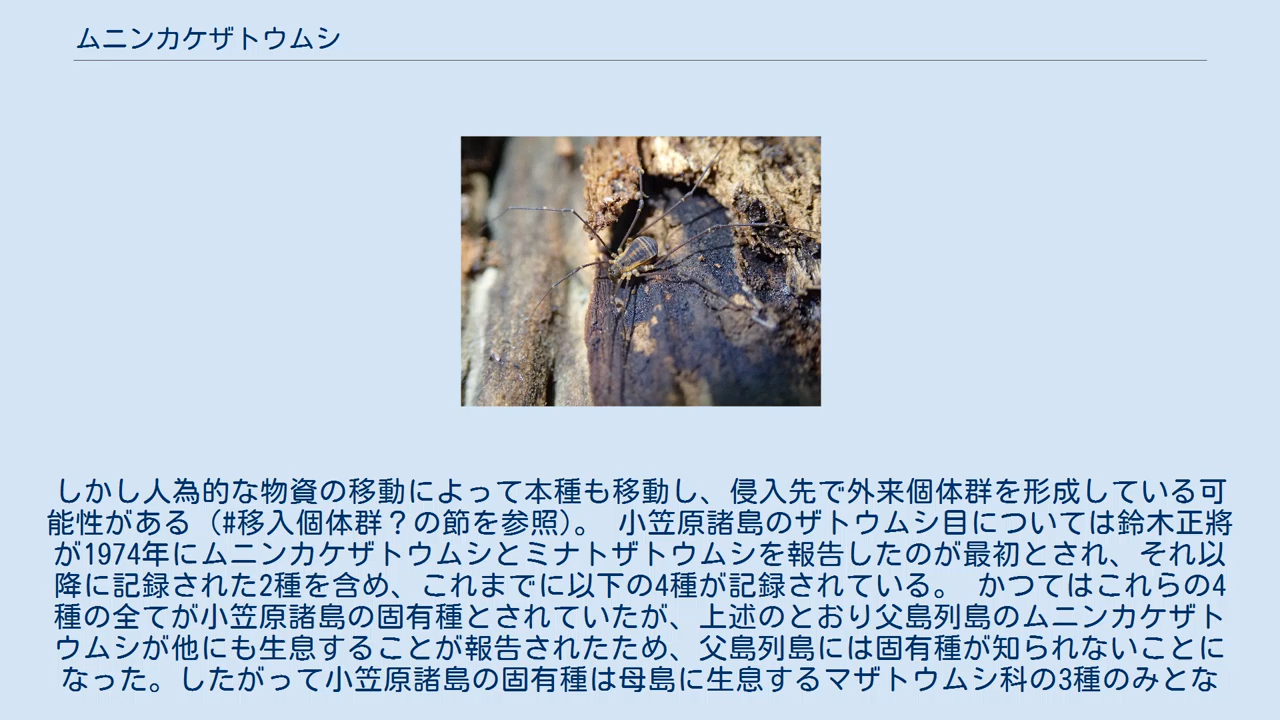 ムニンカケザトウムシ
しかし人為的な物資の移動によって本種も移動し、侵入先で外来個体群を形成している可
能性がある（#移入個体群？の節を参照）。 小笠原諸島のザトウムシ目については鈴木正將
が1974年にムニンカケザトウムシとミナトザトウムシを報告したのが最初とされ、それ以
降に記録された2種を含め、これまでに以下の4種が記録されている。 かつてはこれらの4
種の全てが小笠原諸島の固有種とされていたが、上述のとおり父島列島のムニンカケザト
ウムシが他にも生息することが報告されたため、父島列島には固有種が知られないことに
なった。したがって小笠原諸島の固有種は母島に生息するマザトウムシ科の3種のみとな